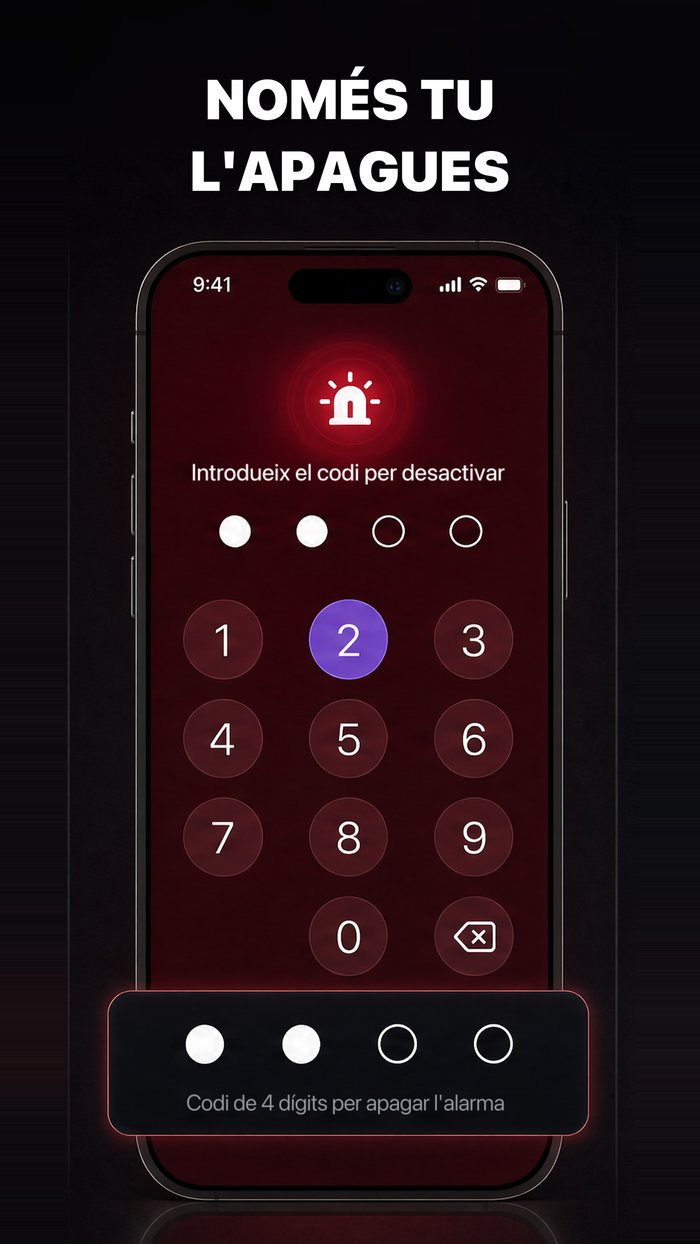 NOMÉS TU
L'APAGUES
9:41
Introdueix el codi per desactivar
1 2 3
4 5 6
7 8 9
0
Codi de 4 dígits per apagar l'alarma